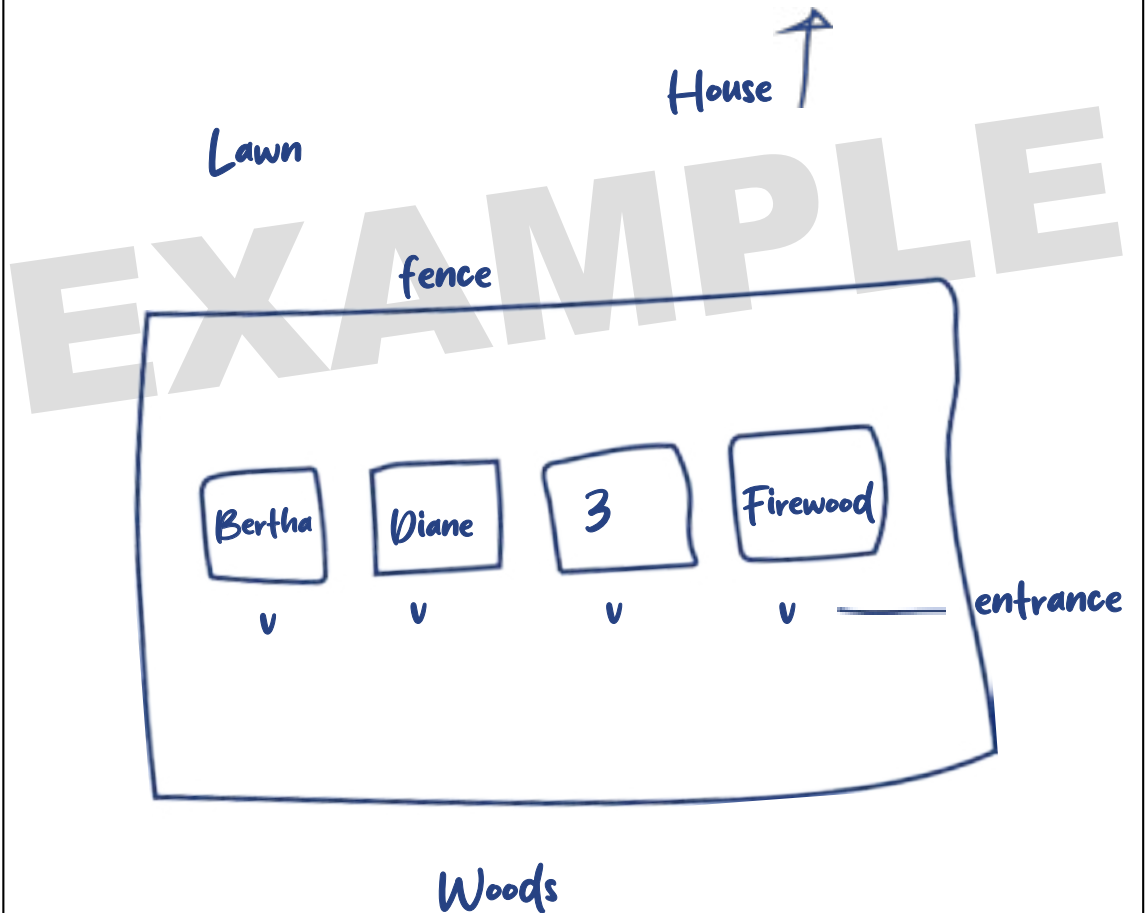 House
Lawn
EXAMPLE
fence
Bertha Diane 3 Firewood
v v v v entrance
Woods